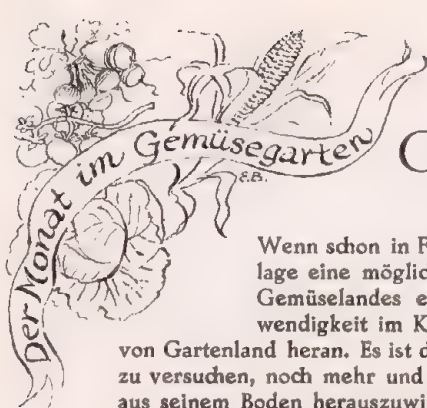 Der Monat im Gemüsegarten
E.B.
Wenn schon in F
lage eine möglic
Gemüselandes e
wendigkeit im K
von Gartenland heran. Es ist d
zu versuchen, noch mehr und
aus seinem Boden herauszuwi